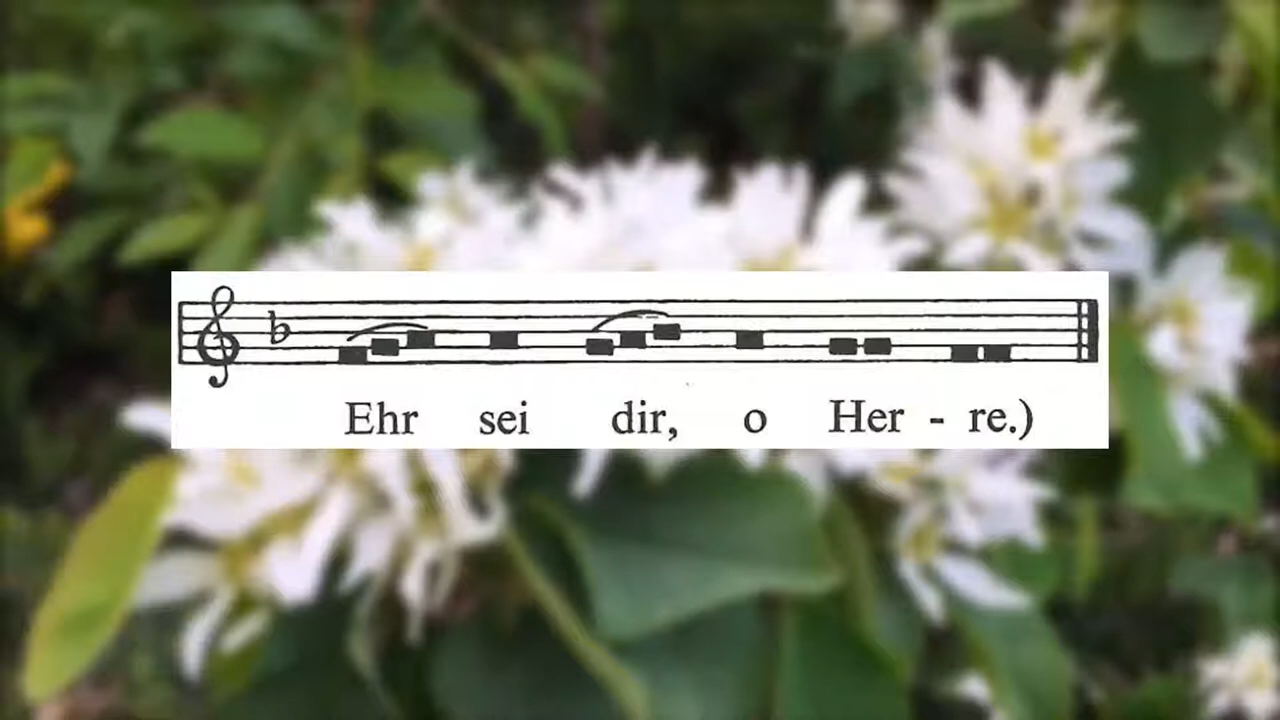 Ehr sei dir, o Her - re.)